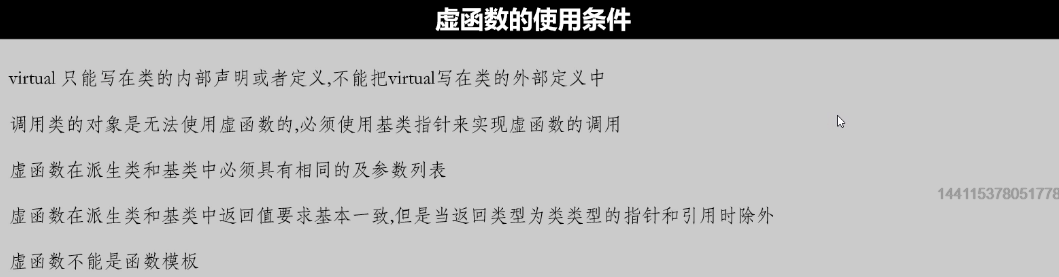 虚函数的使用条件
virtual 只能写在类的内部声明或者定义,不能把virtual写在类的外部定义中
调用类的对象是无法使用虚函数的,必须使用基类指针来实现虚函数的调用
虚函数在派生类和基类中必须具有相同的及参数列表
144115378051778
虚函数在派生类和基类中返回值要求基本一致,但是当返回类型为类类型的指针和引用时除外
虚函数不能是函数模板